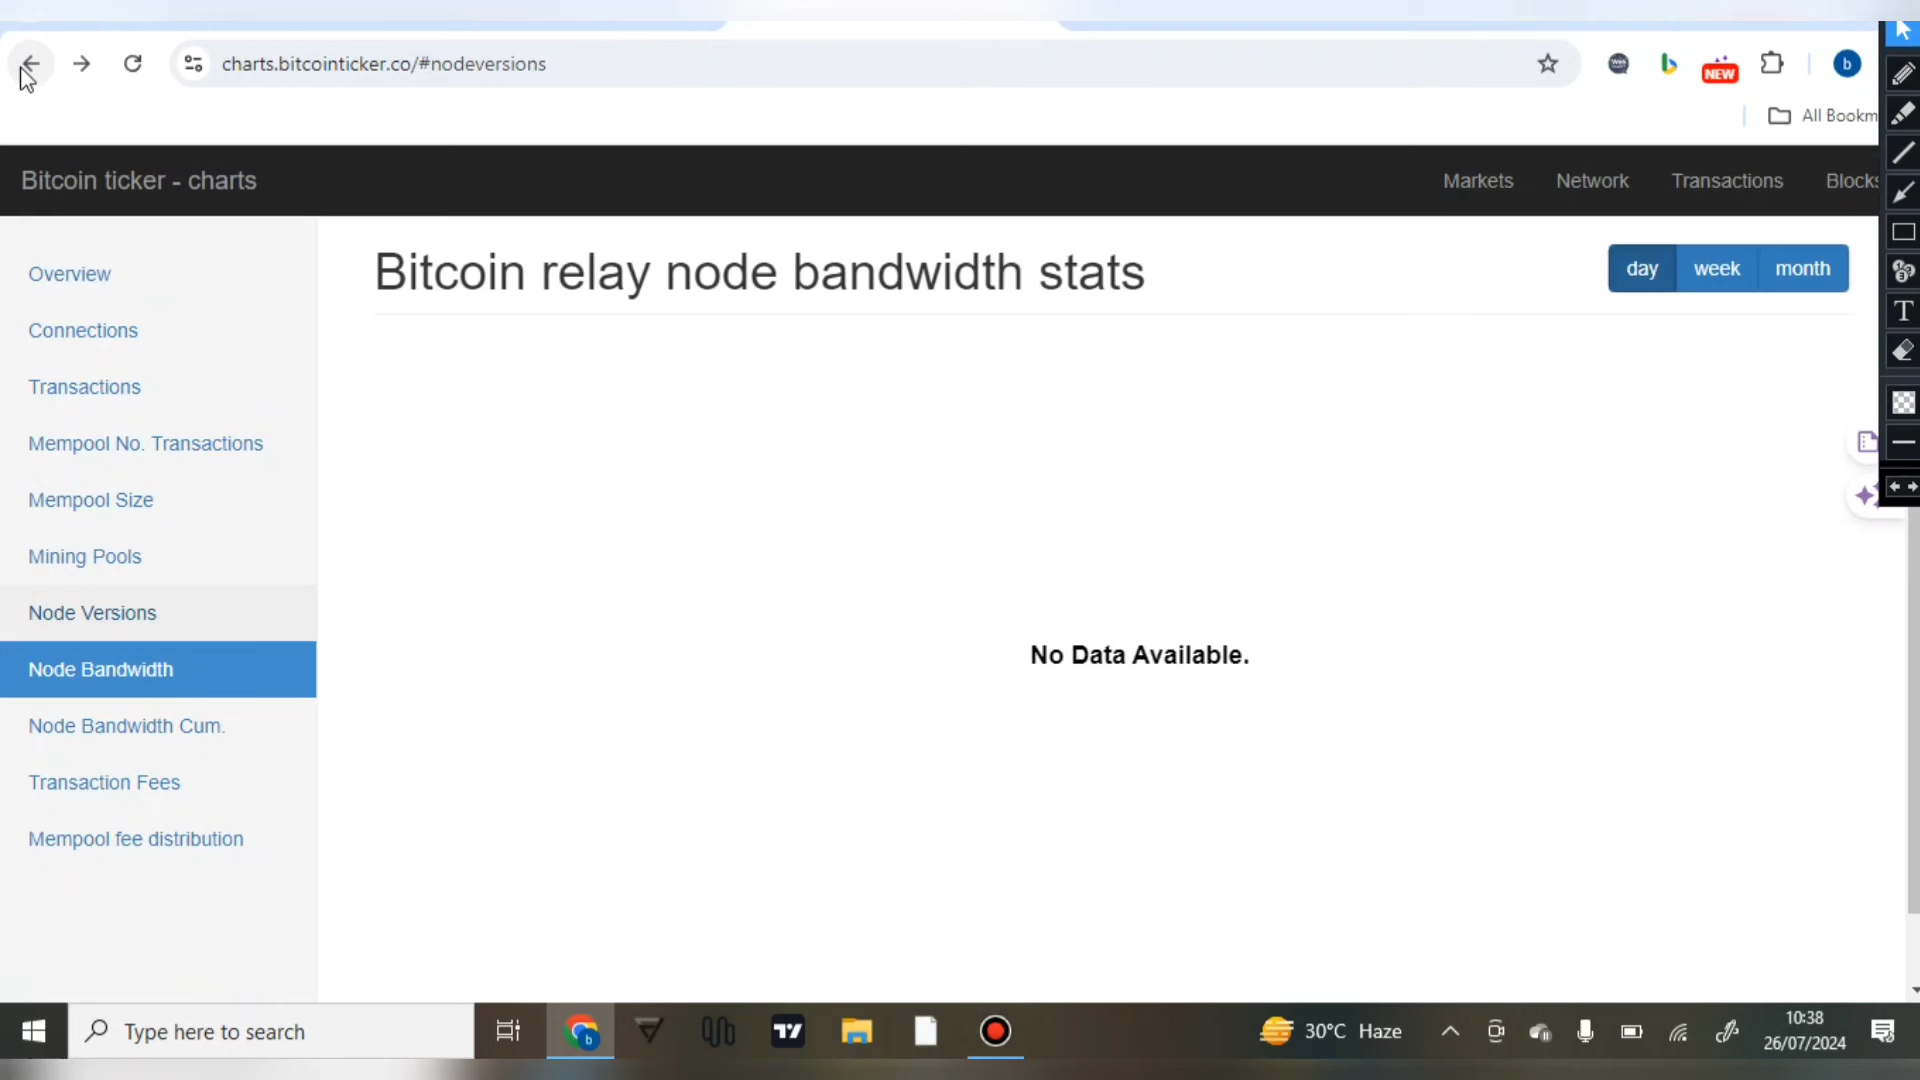 charts.bitcointicker.co/#nodeversions
NEW
b
All Bookm
Bitcoin ticker - charts
Markets
Network
Transactions
Blocks
Overview
Connections
Transactions
Mempool No. Transactions
Mempool Size
Mining Pools
Node Versions
Node Bandwidth
Node Bandwidth Cum.
Transaction Fees
Mempool fee distribution
Bitcoin relay node bandwidth stats
day
week
month
No Data Available.
T
Type here to search
b
30°C Haze
10:38
26/07/2024